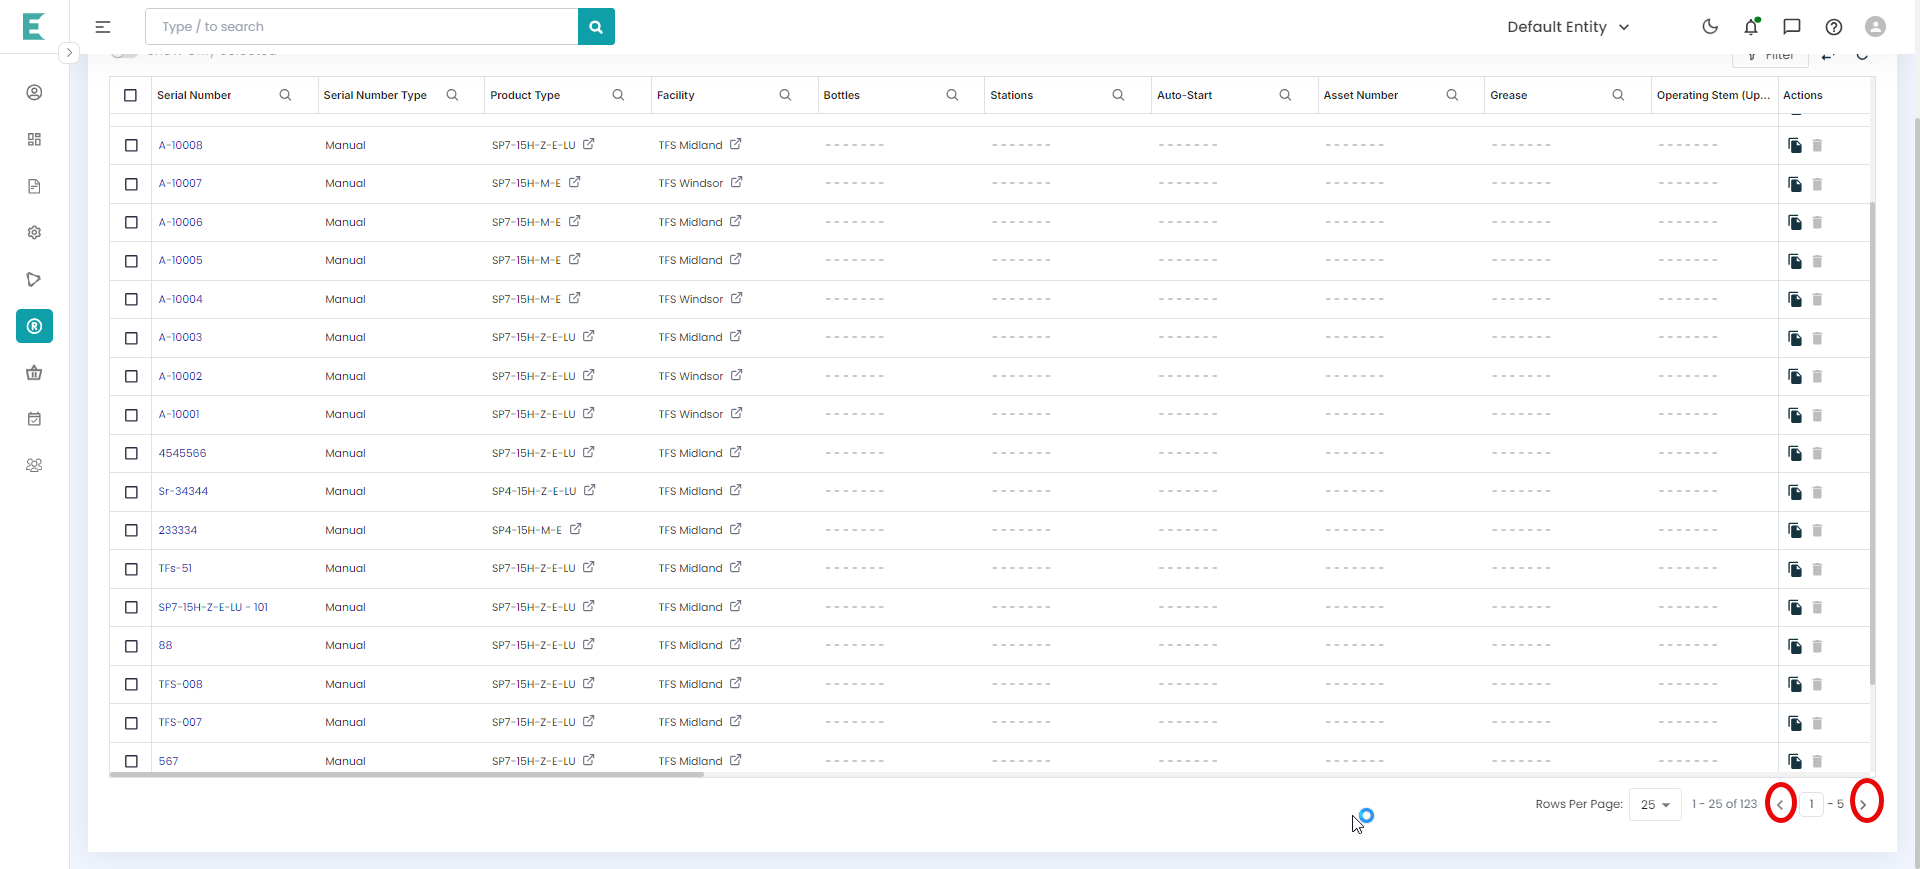 Type / to search
Default Entity
Show Only Selected
Filter
Serial Number Serial Number Type Product Type Facility Bottles Stations Auto-Start Asset Number Grease Operating Stem (Up... Actions
A-10008 Manual SP7-15H-Z-E-LU TFS Midland ------- ------- ------- ------- ------- -------
A-10007 Manual SP7-15H-M-E TFS Windsor ------- ------- ------- ------- ------- -------
A-10006 Manual SP7-15H-M-E TFS Midland ------- ------- ------- ------- ------- -------
A-10005 Manual SP7-15H-M-E TFS Midland ------- ------- ------- ------- ------- -------
A-10004 Manual SP7-15H-M-E TFS Windsor ------- ------- ------- ------- ------- -------
A-10003 Manual SP7-15H-Z-E-LU TFS Midland ------- ------- ------- ------- ------- -------
A-10002 Manual SP7-15H-Z-E-LU TFS Windsor ------- ------- ------- ------- ------- -------
A-10001 Manual SP7-15H-Z-E-LU TFS Windsor ------- ------- ------- ------- ------- -------
4545566 Manual SP7-15H-Z-E-LU TFS Midland ------- ------- ------- ------- ------- -------
Sr-34344 Manual SP4-15H-Z-E-LU TFS Midland ------- ------- ------- ------- ------- -------
233334 Manual SP4-15H-M-E TFS Midland ------- ------- ------- ------- ------- -------
TFs-51 Manual SP7-15H-Z-E-LU TFS Midland ------- ------- ------- ------- ------- -------
SP7-15H-Z-E-LU - 101 Manual SP7-15H-Z-E-LU TFS Midland ------- ------- ------- ------- ------- -------
88 Manual SP7-15H-Z-E-LU TFS Midland ------- ------- ------- ------- ------- -------
TFS-008 Manual SP7-15H-Z-E-LU TFS Midland ------- ------- ------- ------- ------- -------
TFS-007 Manual SP7-15H-Z-E-LU TFS Midland ------- ------- ------- ------- ------- -------
567 Manual SP7-15H-Z-E-LU TFS Midland ------- ------- ------- ------- ------- -------
Rows Per Page: 25 1 - 25 of 123 1 - 5